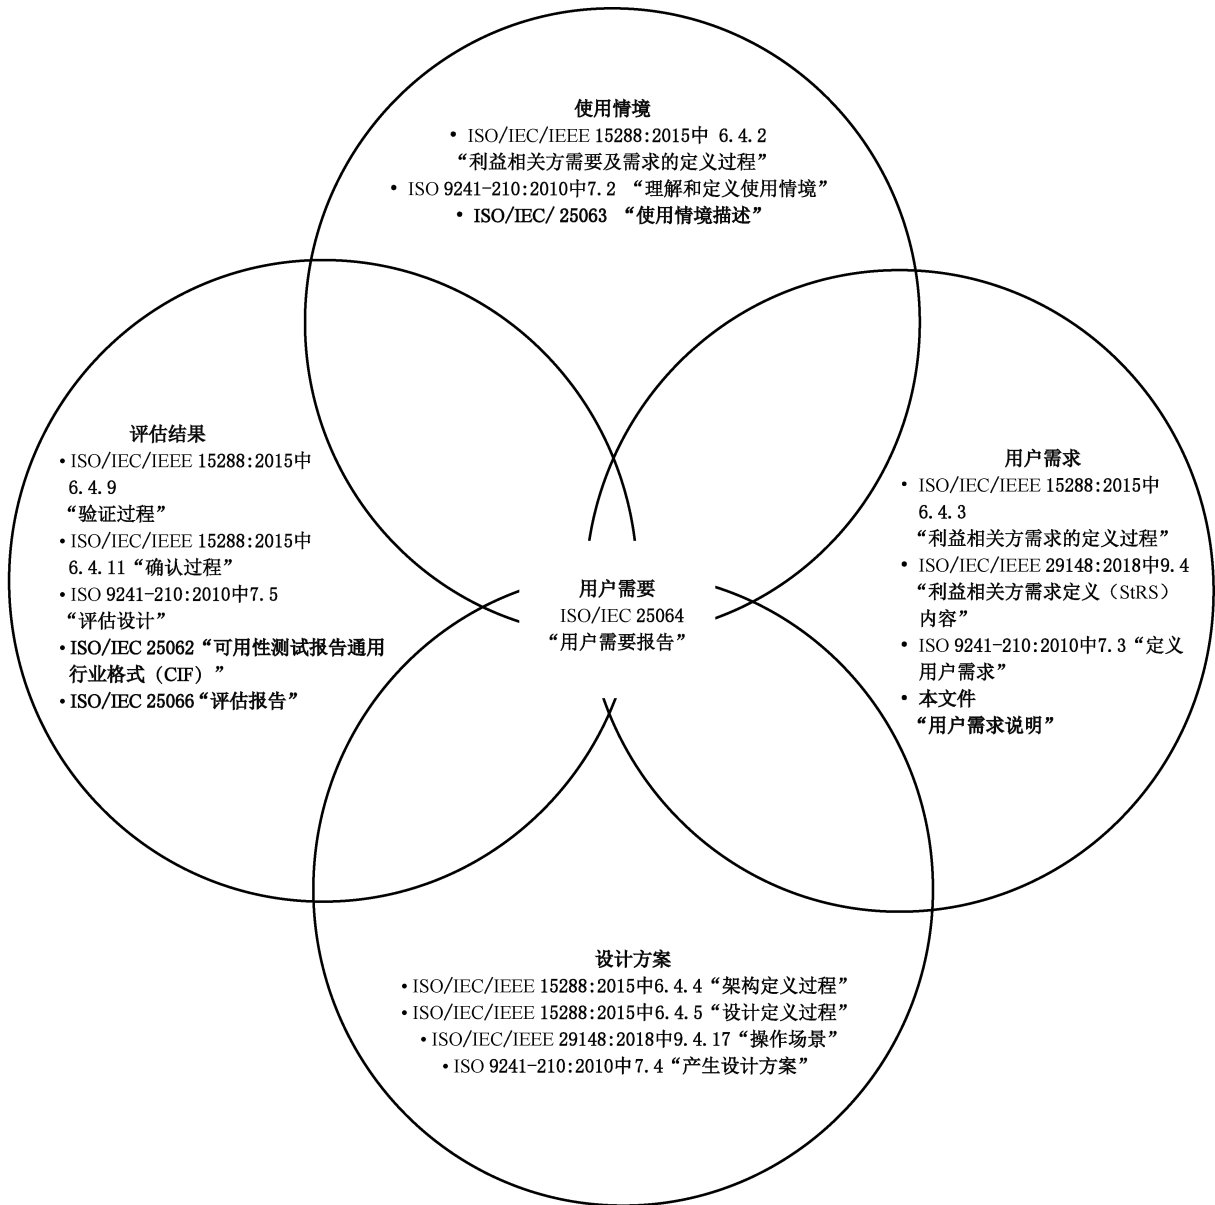 使用情境
• ISO/IEC/IEEE 15288:2015中 6.4.2
“利益相关方需要及需求的定义过程”
• ISO 9241-210:2010中7.2 “理解和定义使用情境”
• ISO/IEC/ 25063 “使用情境描述”
评估结果
• ISO/IEC/IEEE 15288:2015中
6.4.9
“验证过程”
• ISO/IEC/IEEE 15288:2015中
6.4.11“确认过程”
• ISO 9241-210:2010中7.5
“评估设计”
• ISO/IEC 25062“可用性测试报告通用
行业格式（CIF）”
• ISO/IEC 25066“评估报告”
用户需要
ISO/IEC 25064
“用户需要报告”
用户需求
• ISO/IEC/IEEE 15288:2015中
6.4.3
“利益相关方需求的定义过程”
• ISO/IEC/IEEE 29148:2018中9.4
“利益相关方需求定义（StRS）
内容”
• ISO 9241-210:2010中7.3“定义
用户需求”
• 本文件
“用户需求说明”
设计方案
• ISO/IEC/IEEE 15288:2015中6.4.4“架构定义过程”
• ISO/IEC/IEEE 15288:2015中6.4.5“设计定义过程”
• ISO/IEC/IEEE 29148:2018中9.4.17“操作场景”
• ISO 9241-210:2010中7.4“产生设计方案”